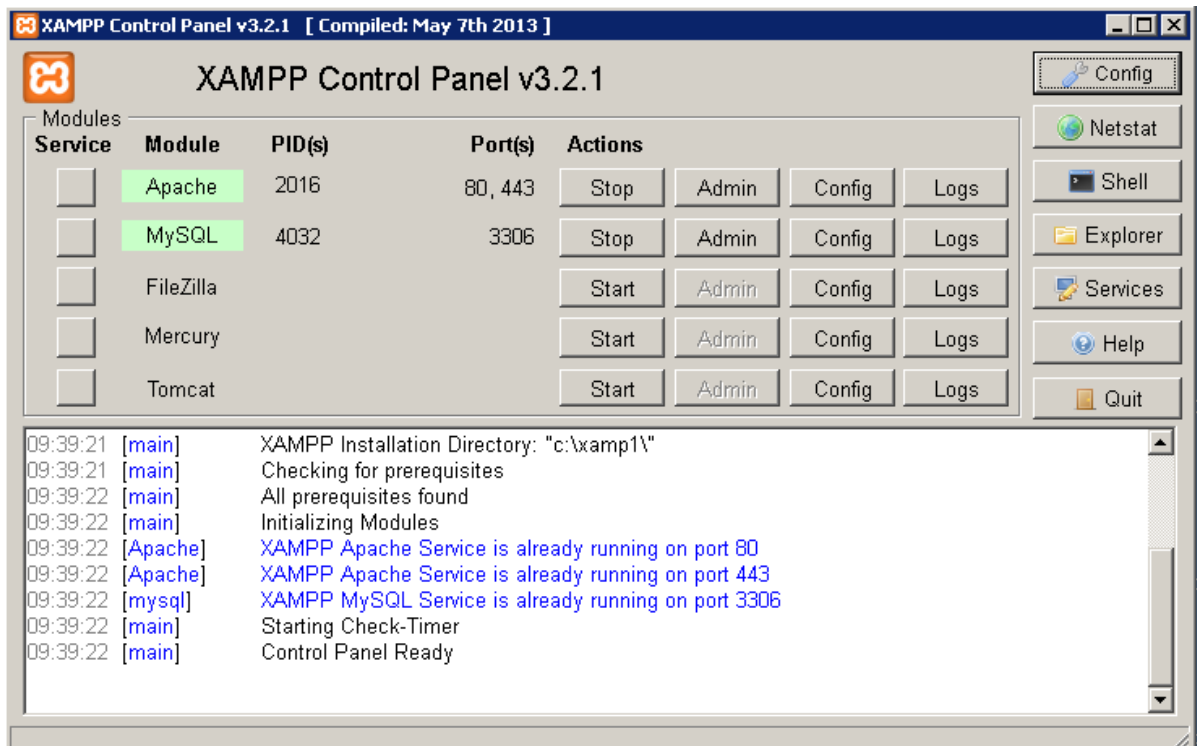 XAMPP Control Panel v3.2.1 [ Compiled: May 7th 2013 ]
XAMPP Control Panel v3.2.1
Config
Modules
Netstat
Service Module PID(s) Port(s) Actions
Apache 2016 80, 443 Stop Admin Config Logs
Shell
MySQL 4032 3306 Stop Admin Config Logs
Explorer
FileZilla Start Admin Config Logs
Services
Mercury Start Admin Config Logs
Help
Tomcat Start Admin Config Logs
Quit
09:39:21 [main] XAMPP Installation Directory: "c:\xamp1\"
09:39:21 [main] Checking for prerequisites
09:39:22 [main] All prerequisites found
09:39:22 [main] Initializing Modules
09:39:22 [Apache] XAMPP Apache Service is already running on port 80
09:39:22 [Apache] XAMPP Apache Service is already running on port 443
09:39:22 [mysql] XAMPP MySQL Service is already running on port 3306
09:39:22 [main] Starting Check-Timer
09:39:22 [main] Control Panel Ready